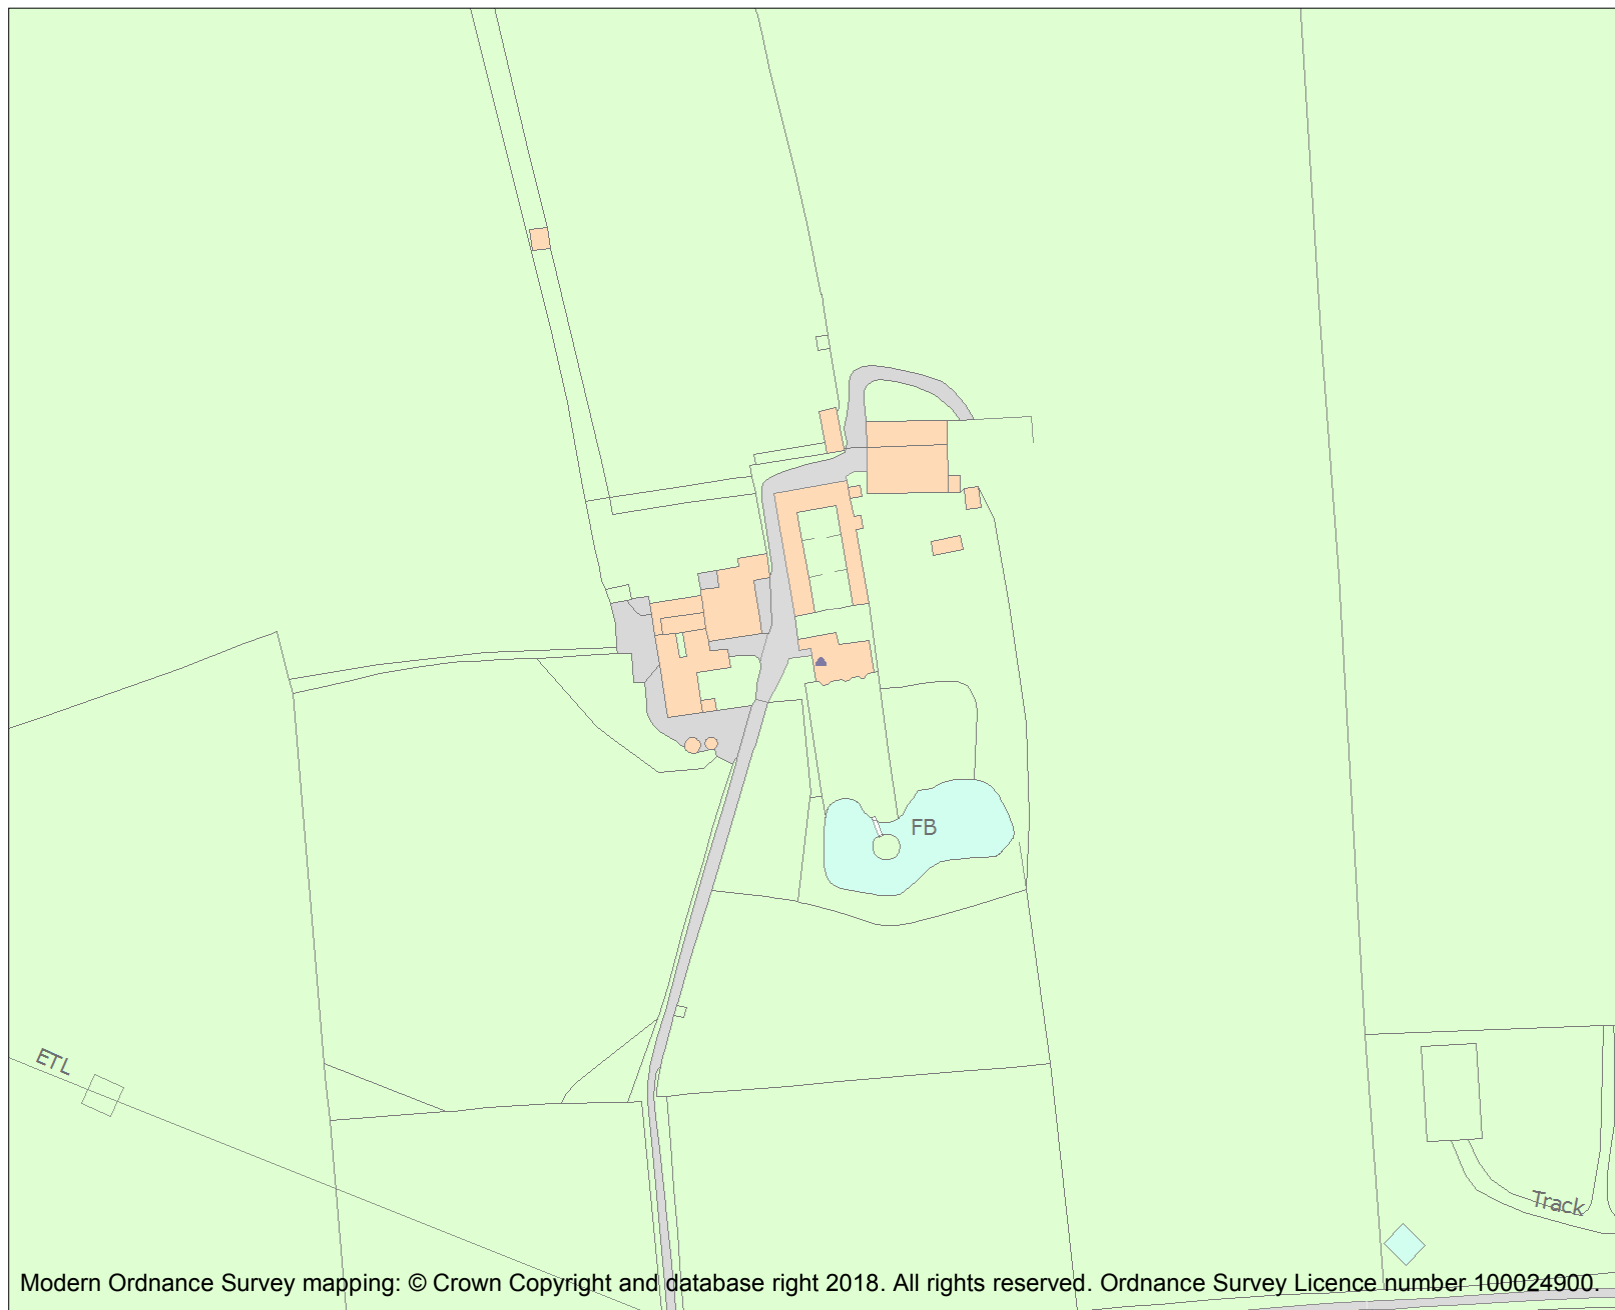 FB
ETL
Track
Modern Ordnance Survey mapping: © Crown Copyright and database right 2018. All rights reserved. Ordnance Survey Licence number 100024900.